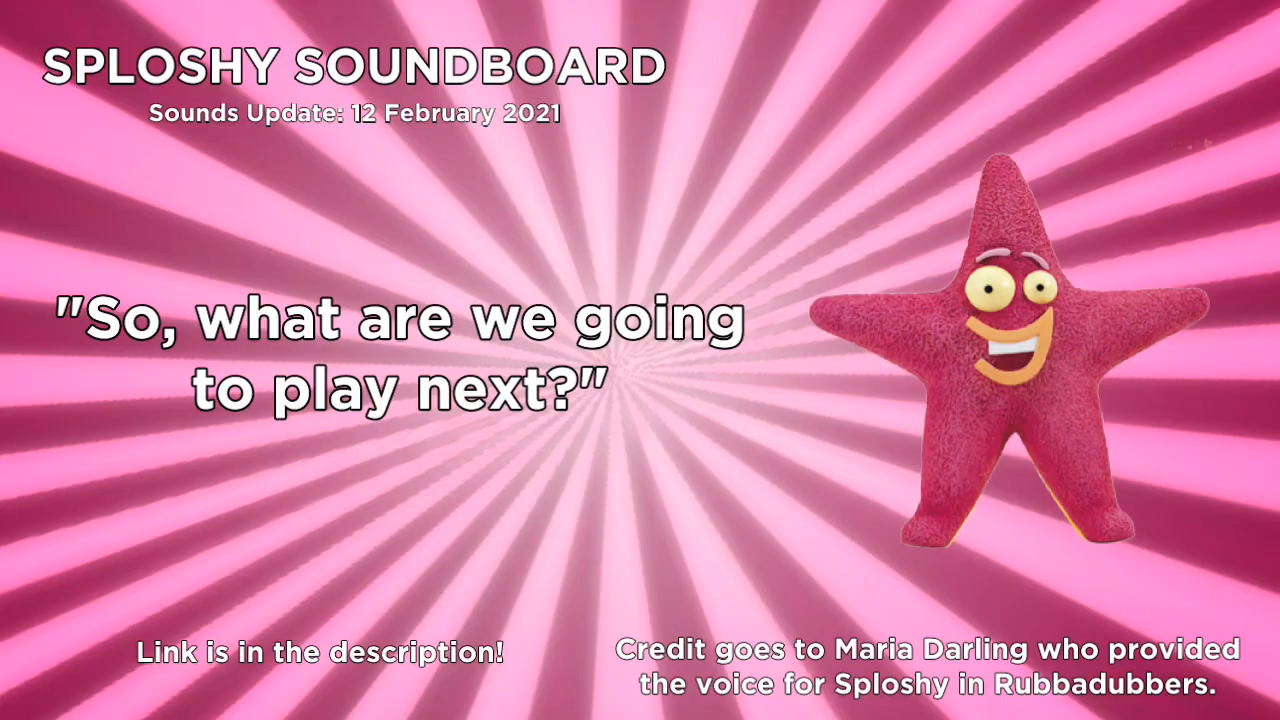 SPLOSHY SOUNDBOARD
Sounds Update: 12 February 2021
"So, what are we going
to play next?"
Link is in the description!
Credit goes to Maria Darling who provided
the voice for Sploshy in Rubbadubbers.